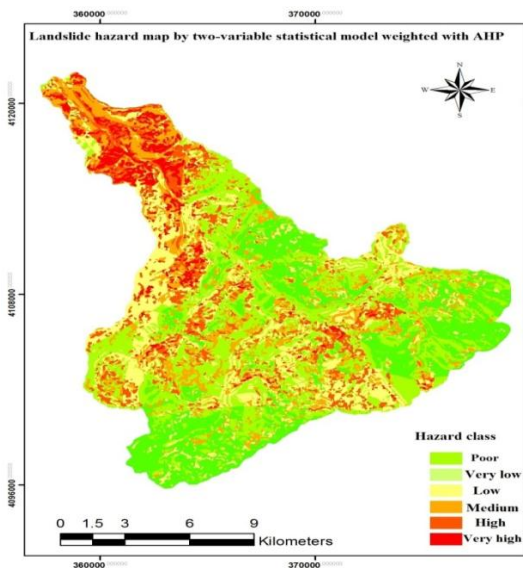 360000 370000
Landslide hazard map by two-variable statistical model weighted with AHP
N
W E
S
4120000
4108000
4096000
Hazard class
Poor
Very low
Low
Medium
High
Very high
0 1.5 3 6 9
Kilometers
360000 370000